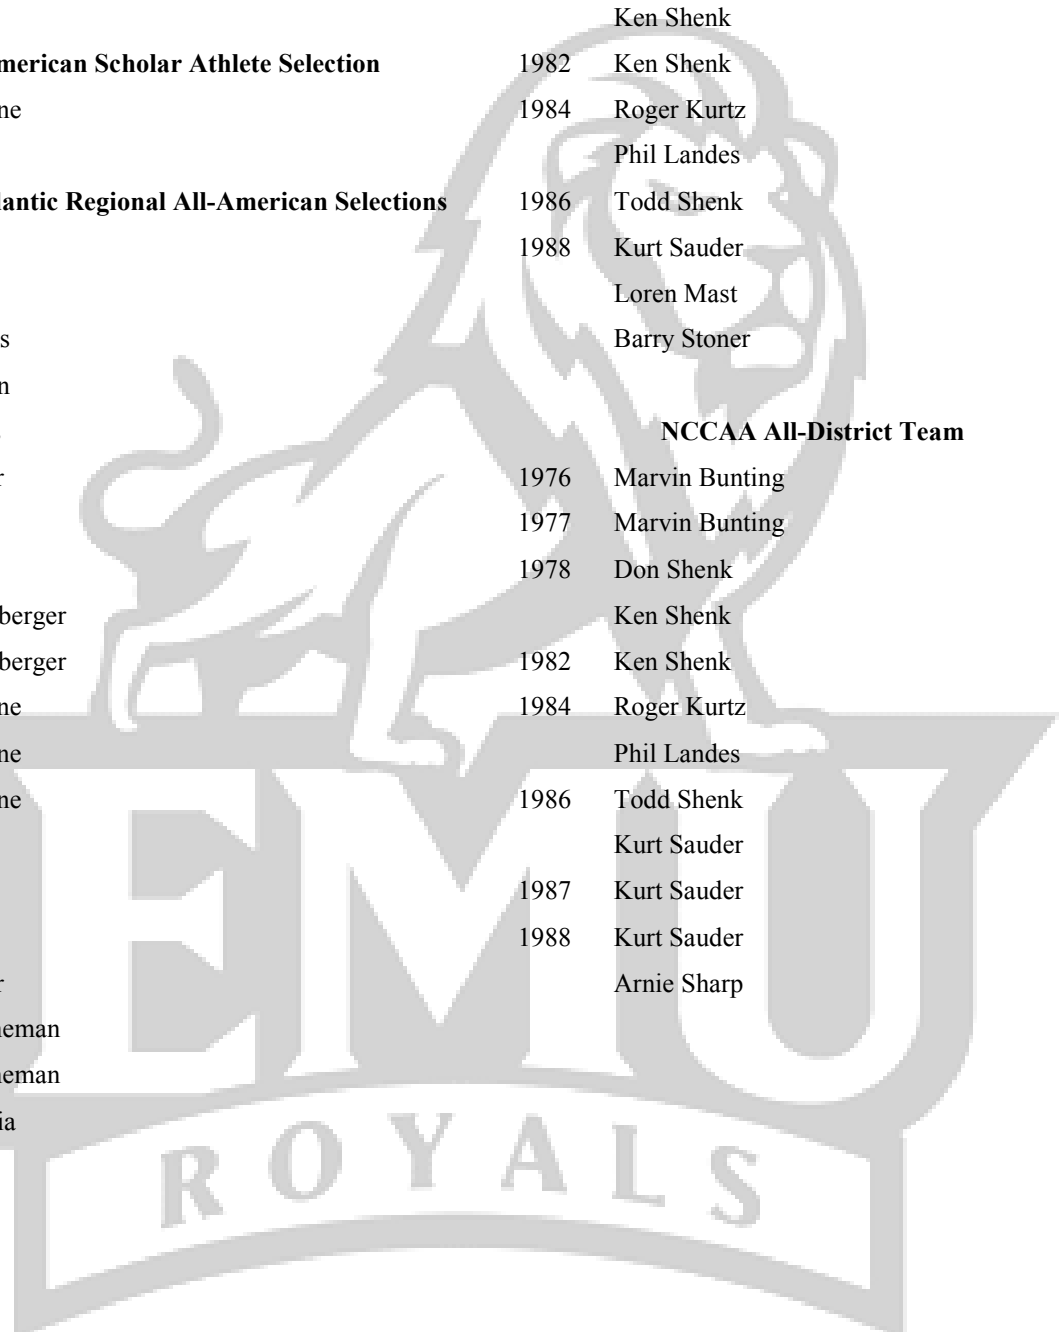 Ken Shenk
merican Scholar Athlete Selection
1982 Ken Shenk
ne
1984 Roger Kurtz
Phil Landes
lantic Regional All-American Selections
1986 Todd Shenk
1988 Kurt Sauder
Loren Mast
s
Barry Stoner
n
NCCAA All-District Team
r
1976 Marvin Bunting
1977 Marvin Bunting
1978 Don Shenk
berger
Ken Shenk
berger
1982 Ken Shenk
ne
1984 Roger Kurtz
ne
Phil Landes
ne
1986 Todd Shenk
Kurt Sauder
1987 Kurt Sauder
1988 Kurt Sauder
r
Arnie Sharp
neman
neman
ia
EMU
ROYALS